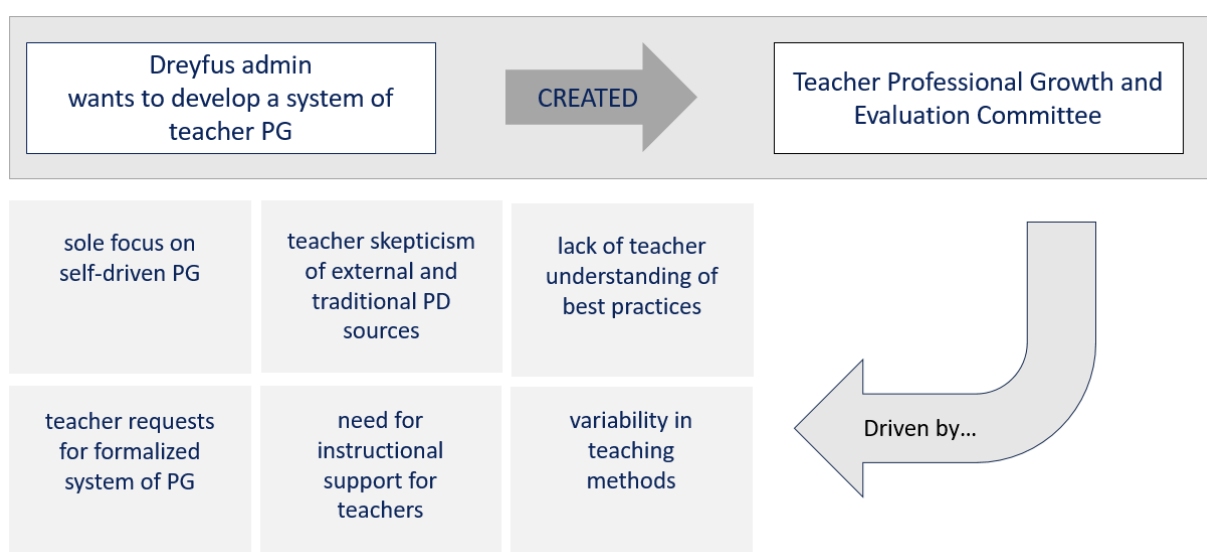 Dreyfus admin
wants to develop a system of
teacher PG
CREATED
Teacher Professional Growth and
Evaluation Committee
Driven by...
sole focus on
self-driven PG
teacher skepticism
of external and
traditional PD
sources
lack of teacher
understanding of
best practices
teacher requests
for formalized
system of PG
need for
instructional
support for
teachers
variability in
teaching
methods